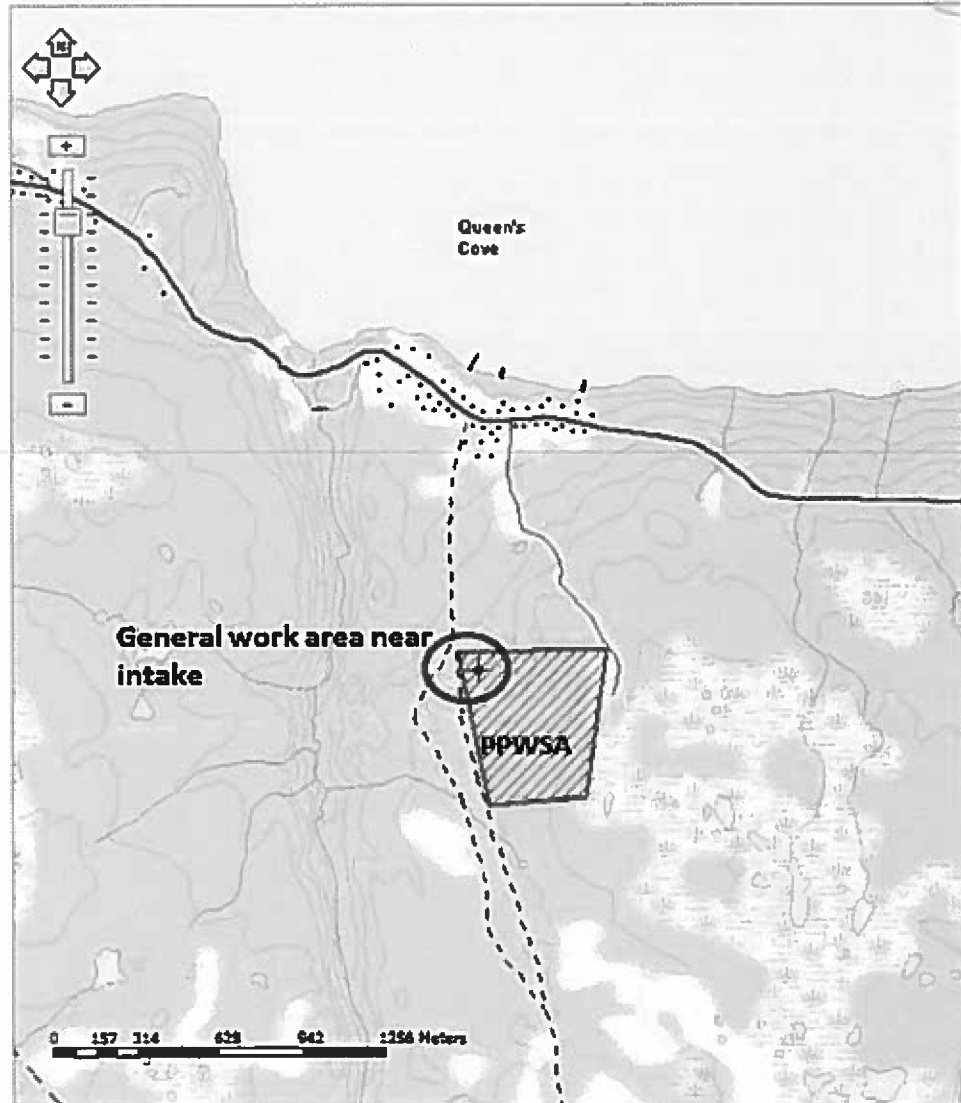 N
+
Queen's
Cove
General work area near
intake
PPWSA
-
0 157 314 628 942 1256 Meters